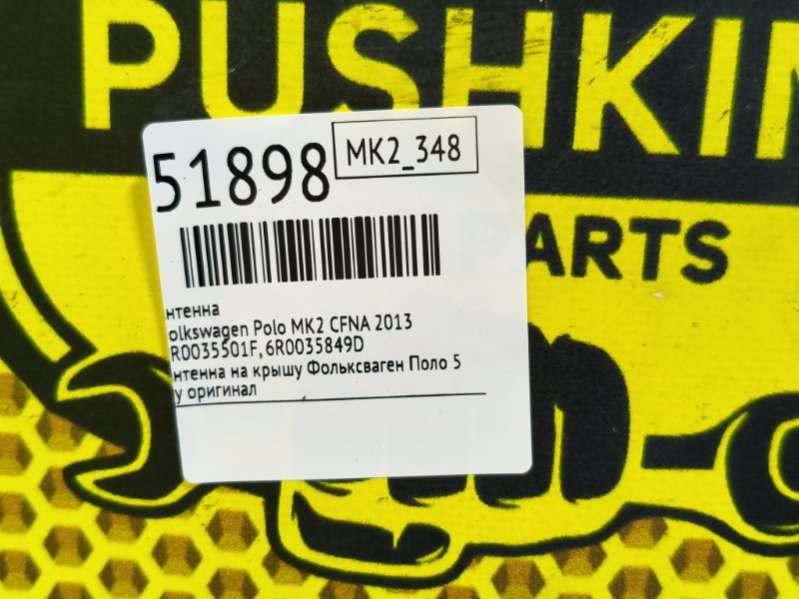 PUSHKIN
51898
MK2_348
ARTS
нтенна
olkswagen Polo MK2 CFNA 2013
R0035501F, 6R0035849D
нтенна на крышу Фольксваген Поло 5
у оригинал